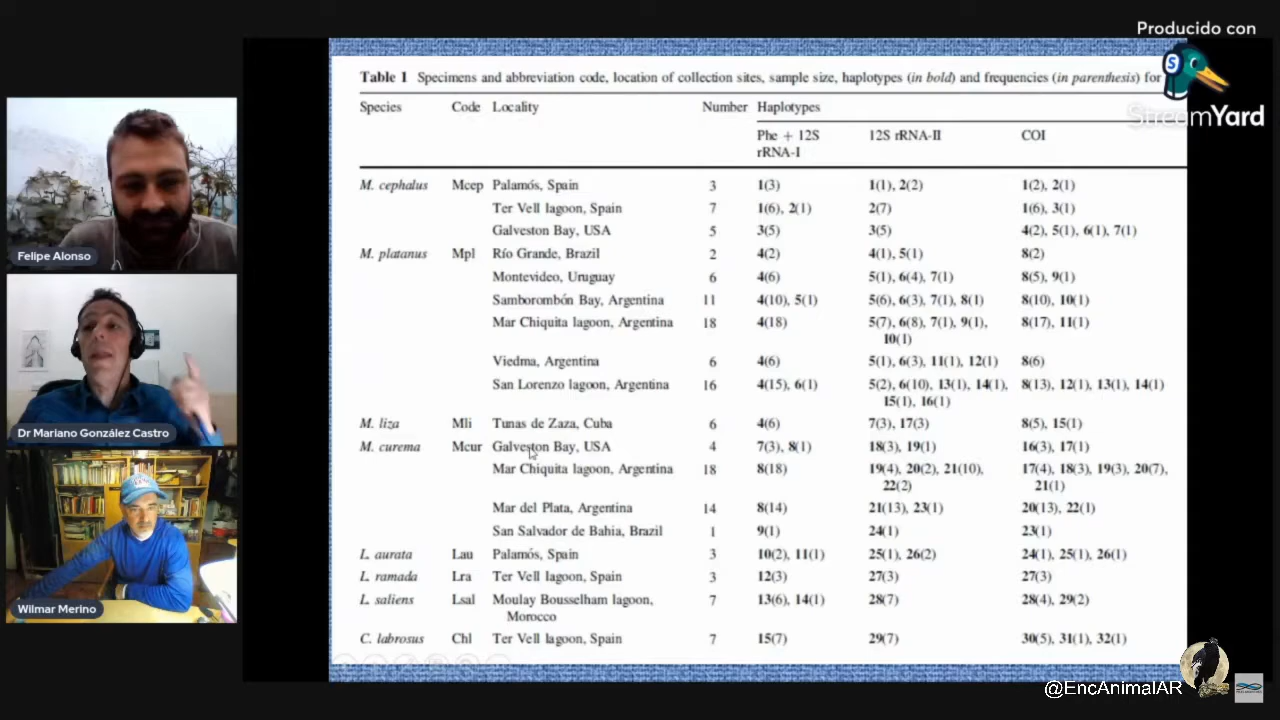 Producido con
StreamYard
Felipe Alonso
Dr Mariano González Castro
Wilmar Merino
Table 1 Specimens and abbreviation code, location of collection sites, sample size, haplotypes (in bold) and frequencies (in parenthesis) for
Species Code Locality Number Haplotypes
Phe + 12S rRNA-I 12S rRNA-II COI
M. cephalus Mcep Palamós, Spain 3 1(3) 1(1), 2(2) 1(2), 2(1)
Ter Vell lagoon, Spain 7 1(6), 2(1) 2(7) 1(6), 3(1)
Galveston Bay, USA 5 3(5) 3(5) 4(2), 5(1), 6(1), 7(1)
M. platanus Mpl Río Grande, Brazil 2 4(2) 4(1), 5(1) 8(2)
Montevideo, Uruguay 6 4(6) 5(1), 6(4), 7(1) 8(5), 9(1)
Samborombón Bay, Argentina 11 4(10), 5(1) 5(6), 6(3), 7(1), 8(1) 8(10), 10(1)
Mar Chiquita lagoon, Argentina 18 4(18) 5(7), 6(8), 7(1), 9(1), 8(17), 11(1)
10(1)
Viedma, Argentina 6 4(6) 5(1), 6(3), 11(1), 12(1) 8(6)
San Lorenzo lagoon, Argentina 16 4(15), 6(1) 5(2), 6(10), 13(1), 14(1), 8(13), 12(1), 13(1), 14(1)
15(1), 16(1)
M. liza Mli Tunas de Zaza, Cuba 6 4(6) 7(3), 17(3) 8(5), 15(1)
M. curema Mcur Galveston Bay, USA 4 7(3), 8(1) 18(3), 19(1) 16(3), 17(1)
Mar Chiquita lagoon, Argentina 18 8(18) 19(4), 20(2), 21(10), 17(4), 18(3), 19(3), 20(7),
22(2) 21(1)
Mar del Plata, Argentina 14 8(14) 21(13), 23(1) 20(13), 22(1)
San Salvador de Bahia, Brazil 1 9(1) 24(1) 23(1)
L. aurata Lau Palamós, Spain 3 10(2), 11(1) 25(1), 26(2) 24(1), 25(1), 26(1)
L. ramada Lra Ter Vell lagoon, Spain 3 12(3) 27(3) 27(3)
L. saliens Lsal Moulay Bousselham lagoon, 7 13(6), 14(1) 28(7) 28(4), 29(2)
Morocco
C. labrosus Chl Ter Vell lagoon, Spain 7 15(7) 29(7) 30(5), 31(1), 32(1)
@EncAnimalAR